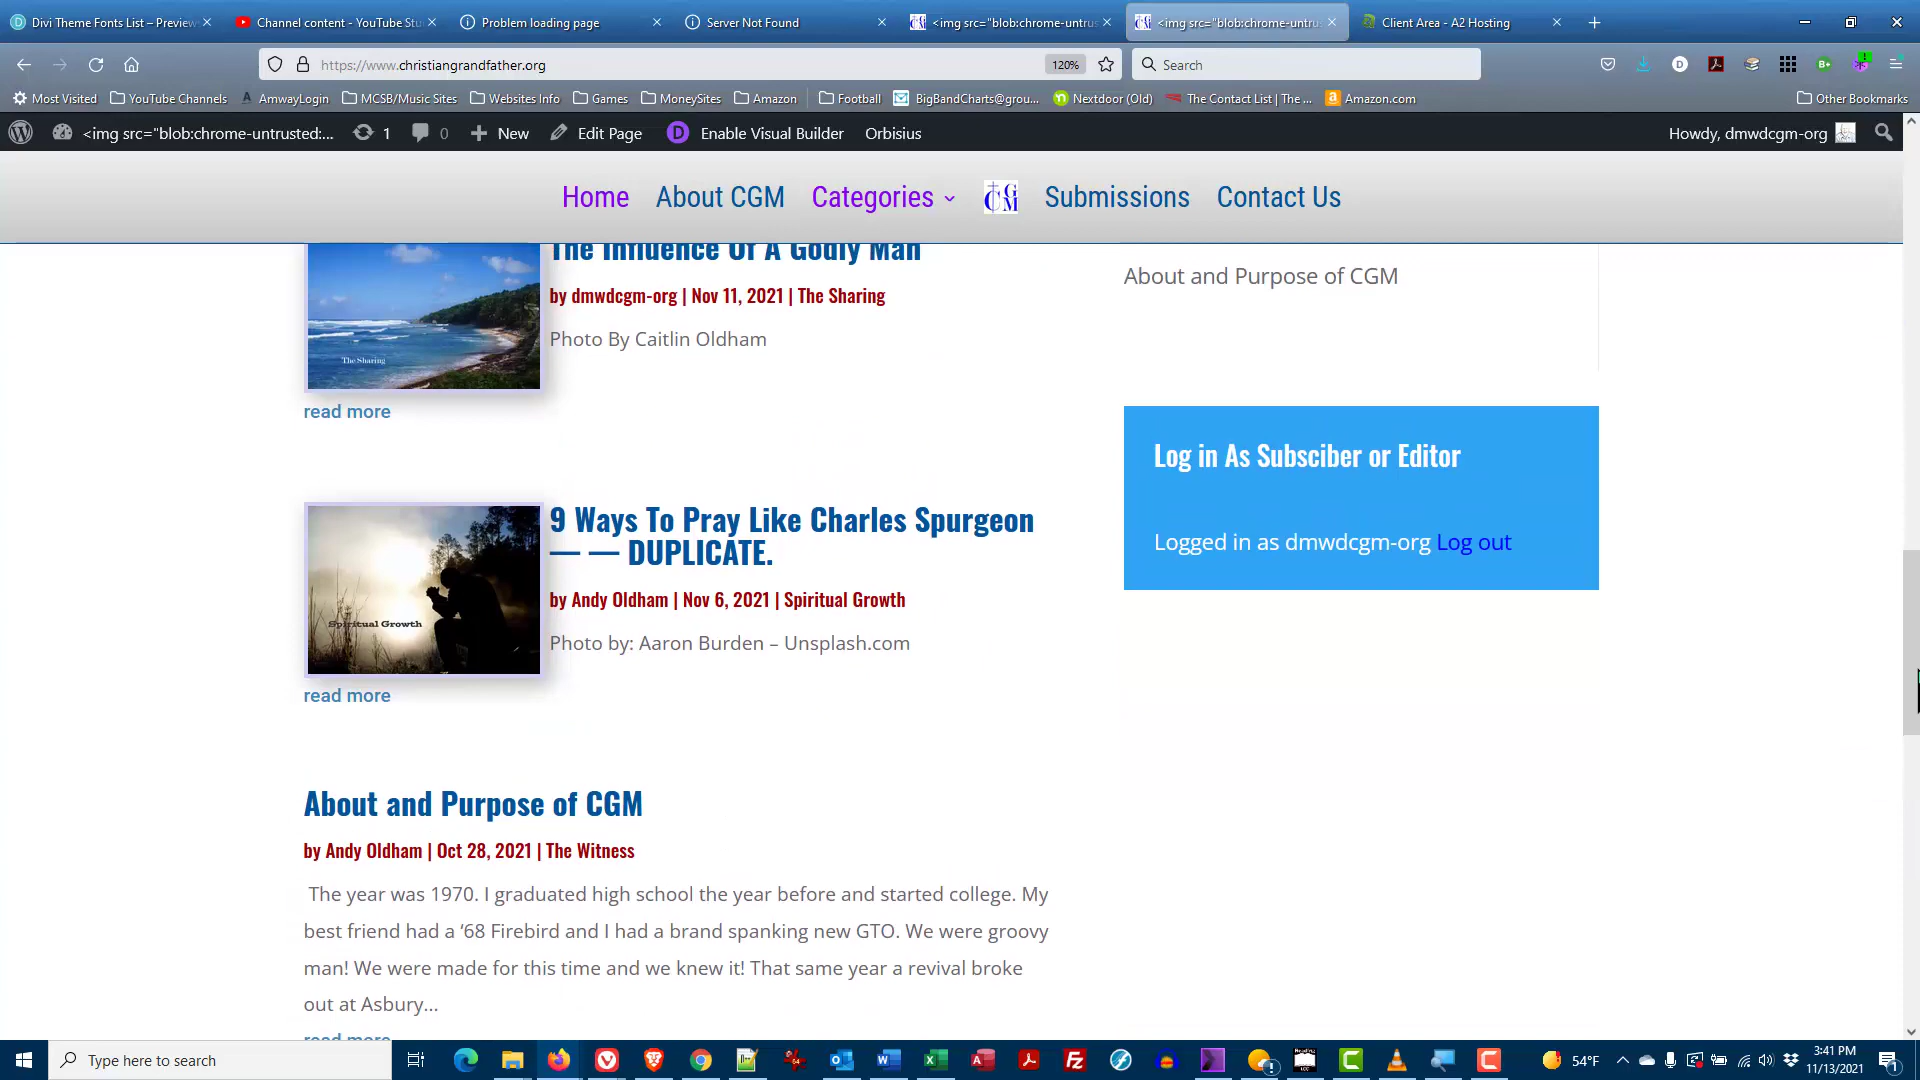 Divi Theme Fonts List – Preview
Channel content - YouTube Stu
Problem loading page
Server Not Found
<img src="blob:chrome-untrus
<img src="blob:chrome-untru
Client Area - A2 Hosting
https://www.christiangrandfather.org
120%
Search
Most Visited
YouTube Channels
AmwayLogin
MCSB/Music Sites
Websites Info
Games
MoneySites
Amazon
Football
BigBandCharts@grou...
Nextdoor (Old)
The Contact List | The ...
Amazon.com
Other Bookmarks
<img src="blob:chrome-untrusted:...
1
0
New
Edit Page
Enable Visual Builder
Orbisius
Howdy, dmwdcgm-org
Home
About CGM
Categories
CGM
Submissions
Contact Us
The Influence Of A Godly Man
by dmwdcgm-org | Nov 11, 2021 | The Sharing
Photo By Caitlin Oldham
The Sharing
read more
9 Ways To Pray Like Charles Spurgeon
— — DUPLICATE.
by Andy Oldham | Nov 6, 2021 | Spiritual Growth
Photo by: Aaron Burden – Unsplash.com
Spiritual Growth
read more
About and Purpose of CGM
by Andy Oldham | Oct 28, 2021 | The Witness
The year was 1970. I graduated high school the year before and started college. My
best friend had a ‘68 Firebird and I had a brand spanking new GTO. We were groovy
man! We were made for this time and we knew it! That same year a revival broke
out at Asbury...
read more
About and Purpose of CGM
Log in As Subsciber or Editor
Logged in as dmwdcgm-org Log out
Type here to search
54°F
3:41 PM
11/13/2021
1